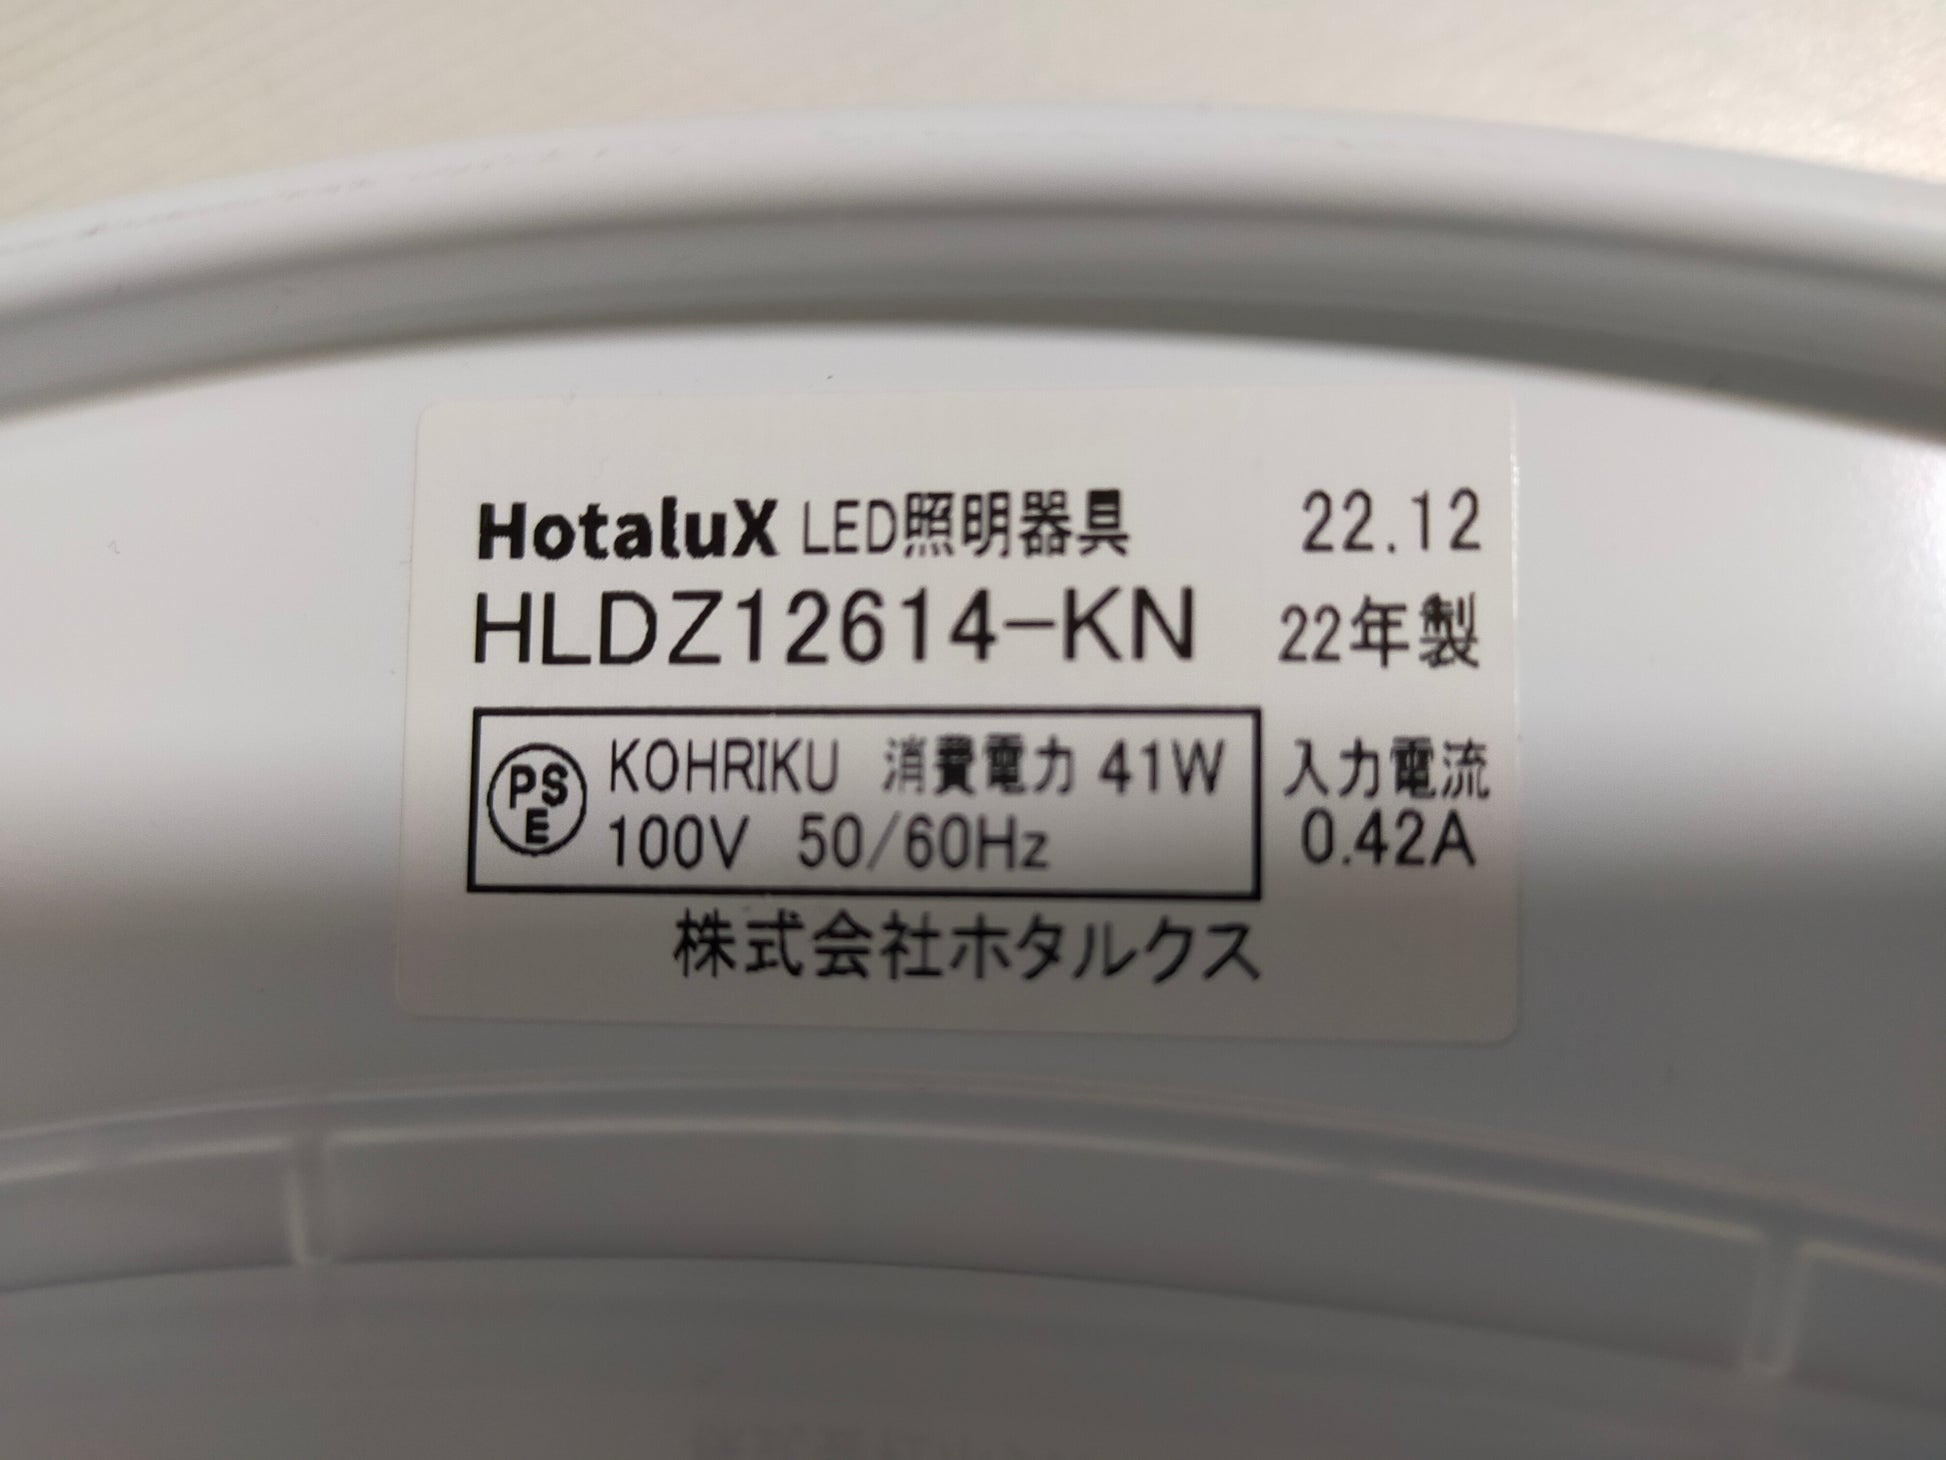 HotaluX LED照明器具 22.12
HLDZ12614-KN 22年製
PSE KOHRIKU 消費電力 41W 入力電流
100V 50/60Hz 0.42A
株式会社ホタルクス